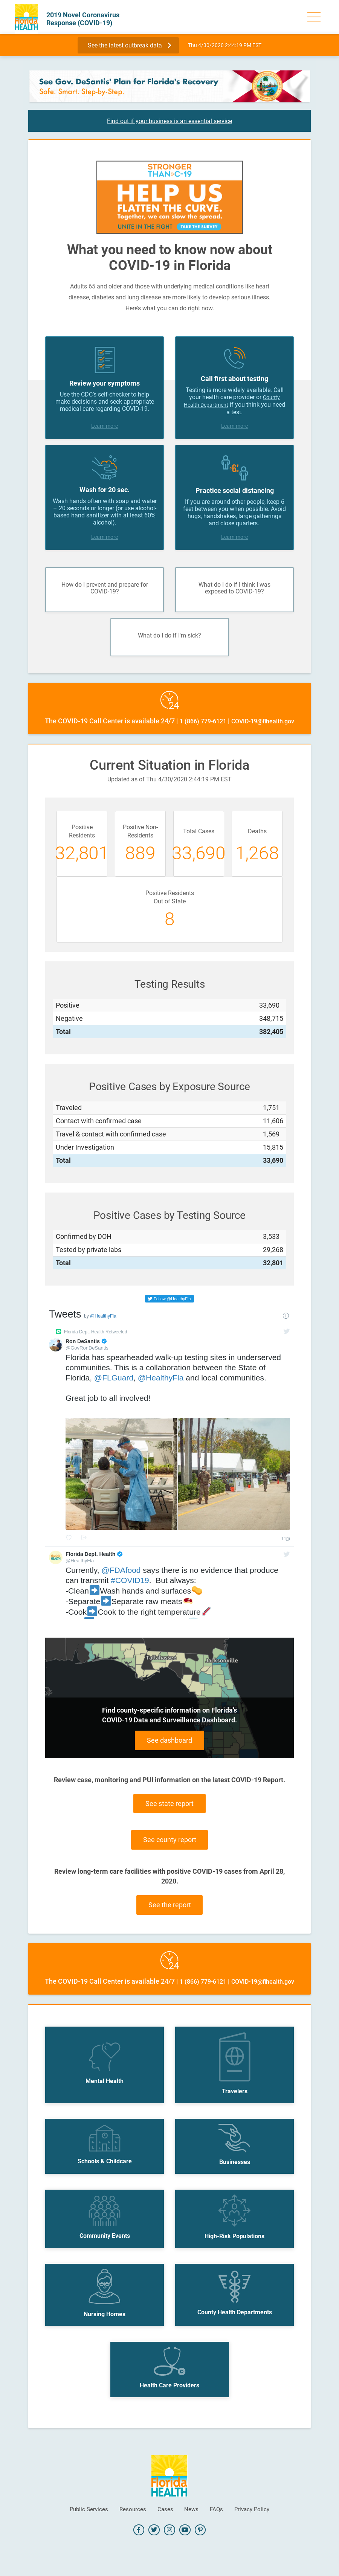 Florida
HEALTH
2019 Novel Coronavirus
Response (COVID-19)
See the latest outbreak data
Thu 4/30/2020 2:44:19 PM EST
See Gov. DeSantis' Plan for Florida's Recovery
Safe. Smart. Step-by-Step.
Find out if your business is an essential service
STRONGER
THAN C-19
HELP US
FLATTEN THE CURVE.
Together, we can slow the spread.
UNITE IN THE FIGHT TAKE THE SURVEY
What you need to know now about
COVID-19 in Florida
Adults 65 and older and those with underlying medical conditions like heart
disease, diabetes and lung disease are more likely to develop serious illness.
Here's what you can do right now.
Review your symptoms
Use the CDC's self-checker to help
make decisions and seek appropriate
medical care regarding COVID-19.
Learn more
Call first about testing
Testing is more widely available. Call
your health care provider or County
Health Department if you think you need
a test.
Learn more
Wash for 20 sec.
Wash hands often with soap and water
– 20 seconds or longer (or use alcohol-
based hand sanitizer with at least 60%
alcohol).
Learn more
6'
Practice social distancing
If you are around other people, keep 6
feet between you when possible. Avoid
hugs, handshakes, large gatherings
and close quarters.
Learn more
How do I prevent and prepare for
COVID-19?
What do I do if I think I was
exposed to COVID-19?
What do I do if I'm sick?
24
The COVID-19 Call Center is available 24/7 | 1 (866) 779-6121 | COVID-19@flhealth.gov
Current Situation in Florida
Updated as of Thu 4/30/2020 2:44:19 PM EST
Positive
Residents
32,801
Positive Non-
Residents
889
Total Cases
33,690
Deaths
1,268
Positive Residents
Out of State
8
Testing Results
Positive 33,690
Negative 348,715
Total 382,405
Positive Cases by Exposure Source
Traveled 1,751
Contact with confirmed case 11,606
Travel & contact with confirmed case 1,569
Under Investigation 15,815
Total 33,690
Positive Cases by Testing Source
Confirmed by DOH 3,533
Tested by private labs 29,268
Total 32,801
Follow @HealthyFla
Tweets by @HealthyFla
Florida Dept. Health Retweeted
Ron DeSantis
@GovRonDeSantis
Florida has spearheaded walk-up testing sites in underserved
communities. This is a collaboration between the State of
Florida, @FLGuard, @HealthyFla and local communities.
Great job to all involved!
Florida Dept. Health
@HealthyFla
Currently, @FDAfood says there is no evidence that produce
can transmit #COVID19. But always:
-Clean➡Wash hands and surfaces
-Separate➡Separate raw meats
-Cook➡Cook to the right temperature
Tallahassee
Jacksonville
Find county-specific information on Florida's
COVID-19 Data and Surveillance Dashboard.
See dashboard
Review case, monitoring and PUI information on the latest COVID-19 Report.
See state report
See county report
Review long-term care facilities with positive COVID-19 cases from April 28,
2020.
See the report
24
The COVID-19 Call Center is available 24/7 | 1 (866) 779-6121 | COVID-19@flhealth.gov
Mental Health
Travelers
Schools & Childcare
Businesses
Community Events
High-Risk Populations
Nursing Homes
County Health Departments
Health Care Providers
Florida
HEALTH
Public Services Resources Cases News FAQs Privacy Policy